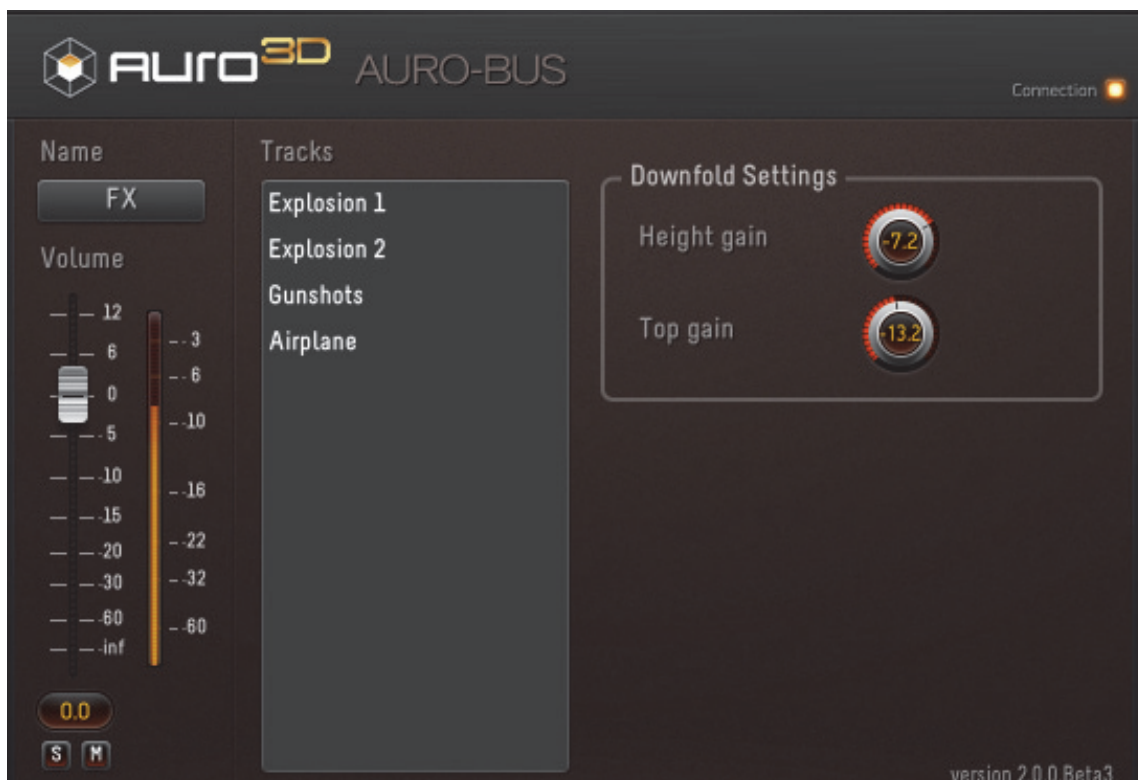 AURO 3D AURO-BUS
Connection
Name
FX
Volume
12
6
0
-5
-10
-15
-20
-30
-60
-inf
-3
-6
-10
-16
-22
-32
-60
0.0
S M
Tracks
Explosion 1
Explosion 2
Gunshots
Airplane
Downfold Settings
Height gain -7.2
Top gain -13.2
version 2.0.0 Beta3